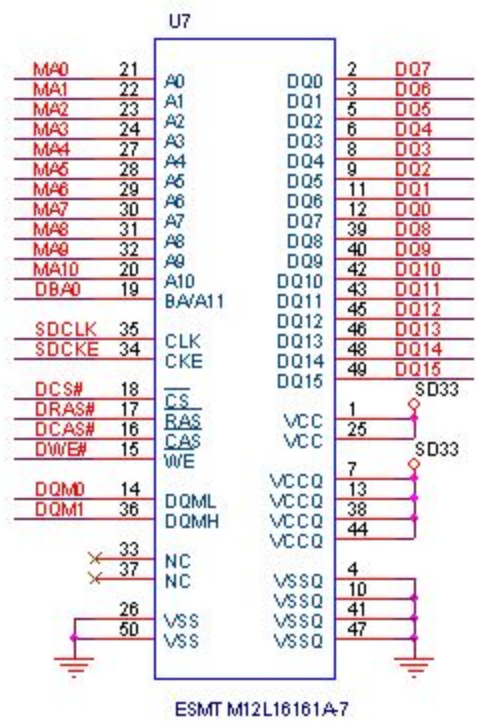 U7
MA0 21 A0 DQ0 2 DQ7
MA1 22 A1 DQ1 3 DQ6
MA2 23 A2 DQ2 5 DQ5
MA3 24 A3 DQ3 6 DQ4
MA4 27 A4 DQ4 8 DQ3
MA5 28 A5 DQ5 9 DQ2
MA6 29 A6 DQ6 11 DQ1
MA7 30 A7 DQ7 12 DQ0
MA8 31 A8 DQ8 39 DQ8
MA9 32 A9 DQ9 40 DQ9
MA10 20 A10 DQ10 42 DQ10
DBA0 19 BA/A11 DQ11 43 DQ11
DQ12 45 DQ12
SDCLK 35 CLK DQ13 46 DQ13
SDCKE 34 CKE DQ14 48 DQ14
DQ15 49 DQ15
SD33
DCS# 18 CS
DRAS# 17 RAS VCC 1
DCAS# 16 CAS VCC 25
DWE# 15 WE
SD33
VCCQ 7
DQM0 14 DQML VCCQ 13
DQM1 36 DQMH VCCQ 38
VCCQ 44
33 NC
37 NC VSSQ 4
VSSQ 10
26 VSS VSSQ 41
50 VSS VSSQ 47
ESMT M12L16161A-7